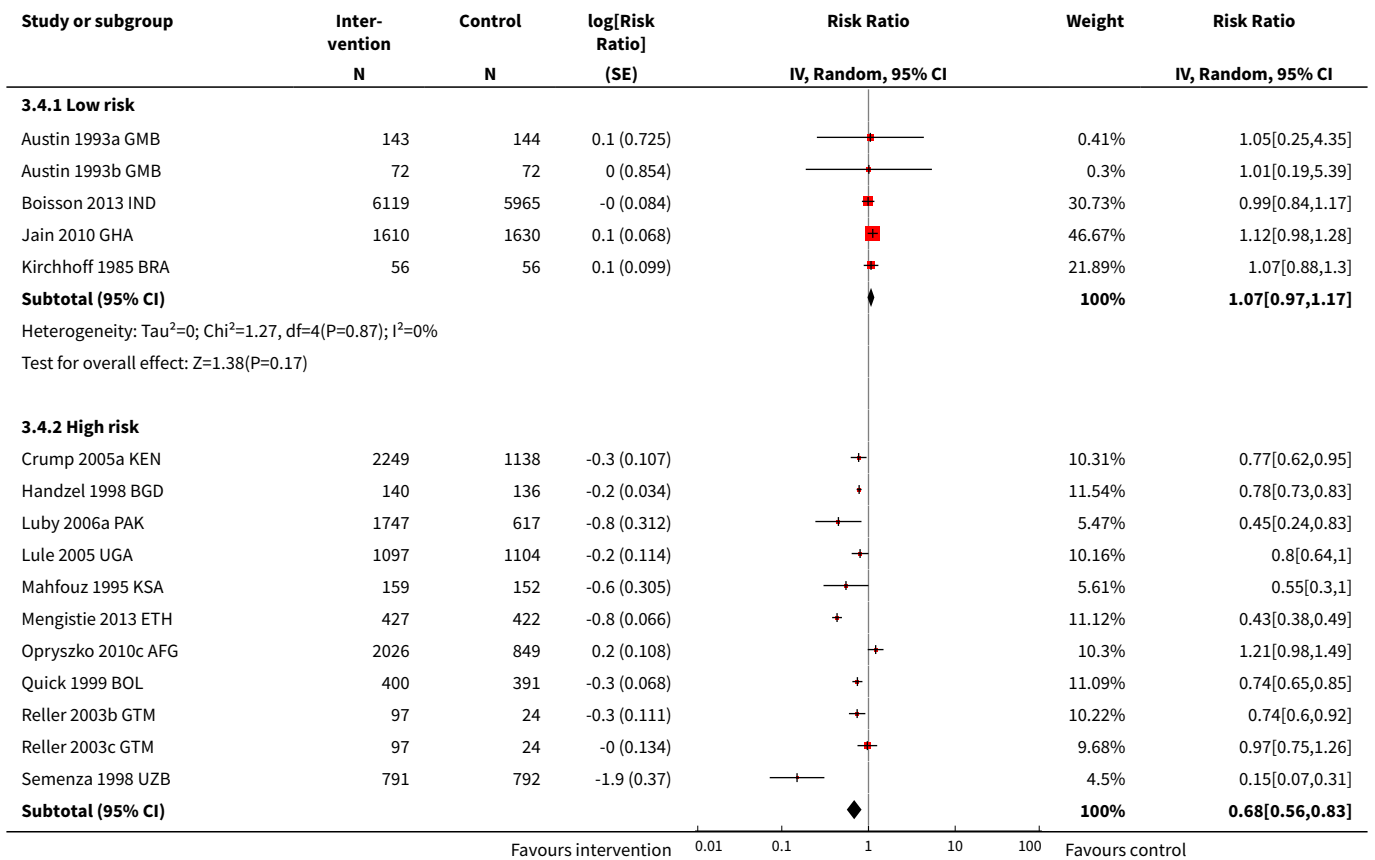 Study or subgroup Inter- Control log[Risk Risk Ratio Weight Risk Ratio
vention Ratio]
N N (SE) IV, Random, 95% CI IV, Random, 95% CI
3.4.1 Low risk
Austin 1993a GMB 143 144 0.1 (0.725) 0.41% 1.05[0.25,4.35]
Austin 1993b GMB 72 72 0 (0.854) 0.3% 1.01[0.19,5.39]
Boisson 2013 IND 6119 5965 -0 (0.084) 30.73% 0.99[0.84,1.17]
Jain 2010 GHA 1610 1630 0.1 (0.068) 46.67% 1.12[0.98,1.28]
Kirchhoff 1985 BRA 56 56 0.1 (0.099) 21.89% 1.07[0.88,1.3]
Subtotal (95% CI) 100% 1.07[0.97,1.17]
Heterogeneity: Tau²=0; Chi²=1.27, df=4(P=0.87); I²=0%
Test for overall effect: Z=1.38(P=0.17)
3.4.2 High risk
Crump 2005a KEN 2249 1138 -0.3 (0.107) 10.31% 0.77[0.62,0.95]
Handzel 1998 BGD 140 136 -0.2 (0.034) 11.54% 0.78[0.73,0.83]
Luby 2006a PAK 1747 617 -0.8 (0.312) 5.47% 0.45[0.24,0.83]
Lule 2005 UGA 1097 1104 -0.2 (0.114) 10.16% 0.8[0.64,1]
Mahfouz 1995 KSA 159 152 -0.6 (0.305) 5.61% 0.55[0.3,1]
Mengistie 2013 ETH 427 422 -0.8 (0.066) 11.12% 0.43[0.38,0.49]
Opryszko 2010c AFG 2026 849 0.2 (0.108) 10.3% 1.21[0.98,1.49]
Quick 1999 BOL 400 391 -0.3 (0.068) 11.09% 0.74[0.65,0.85]
Reller 2003b GTM 97 24 -0.3 (0.111) 10.22% 0.74[0.6,0.92]
Reller 2003c GTM 97 24 -0 (0.134) 9.68% 0.97[0.75,1.26]
Semenza 1998 UZB 791 792 -1.9 (0.37) 4.5% 0.15[0.07,0.31]
Subtotal (95% CI) 100% 0.68[0.56,0.83]
Favours intervention 0.01 0.1 1 10 100 Favours control